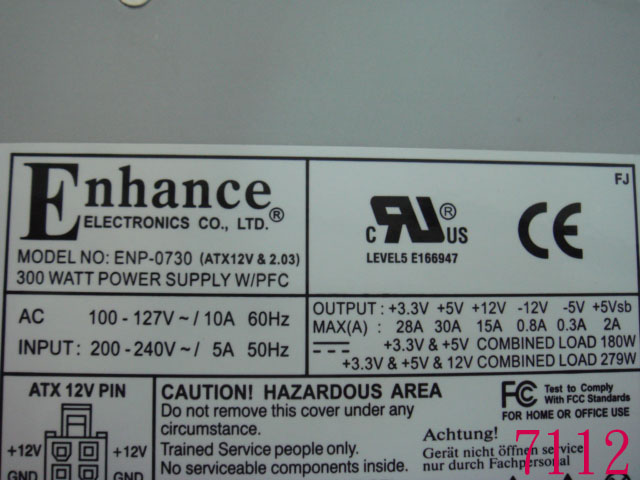 Enhance®
ELECTRONICS CO., LTD.
MODEL NO: ENP-0730 (ATX12V & 2.03)
300 WATT POWER SUPPLY W/PFC
FJ
C RU® US
LEVEL5 E166947
CE
AC 100 - 127V ~ / 10A 60Hz
INPUT: 200 - 240V ~ / 5A 50Hz
OUTPUT : +3.3V +5V +12V -12V -5V +5Vsb
MAX(A) : 28A 30A 15A 0.8A 0.3A 2A
+3.3V & +5V COMBINED LOAD 180W
+3.3V & +5V & 12V COMBINED LOAD 279W
ATX 12V PIN
+12V +12V
GND GND
CAUTION! HAZARDOUS AREA
Do not remove this cover under any
circumstance.
Trained Service people only.
No serviceable components inside.
FC Test to Comply
With FCC Standards
FOR HOME OR OFFICE USE
Achtung!
Gerät nicht öffnen service
nur durch Fachpersonal
7112